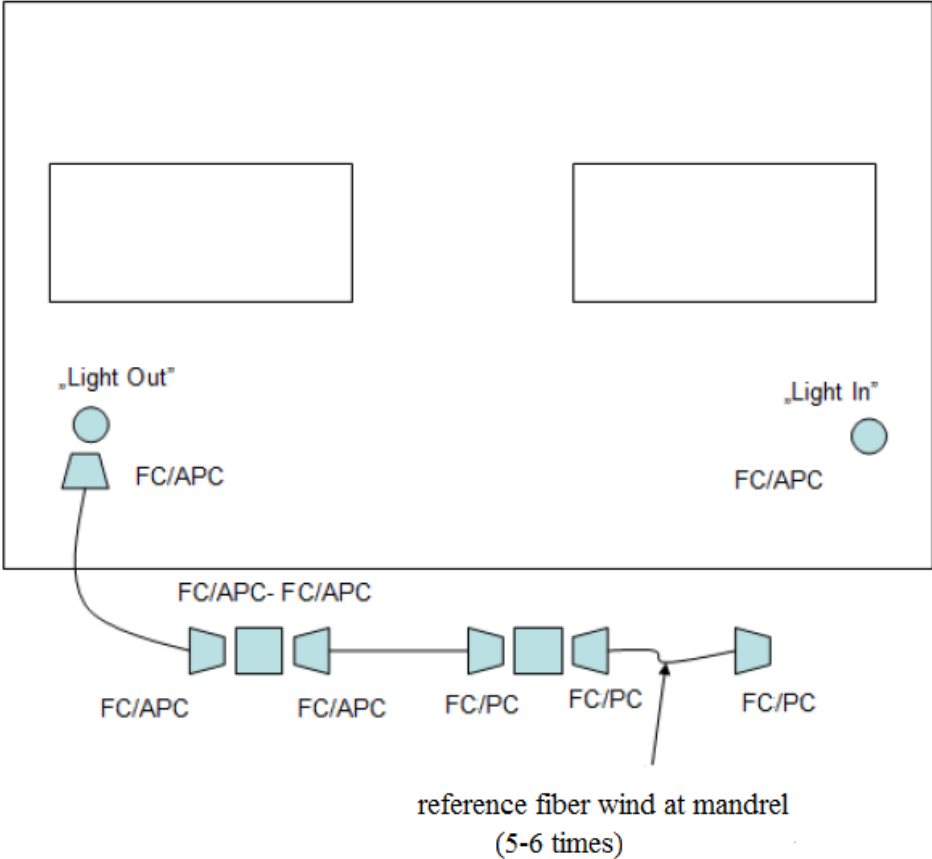 „Light Out”
„Light In”
FC/APC
FC/APC
FC/APC- FC/APC
FC/APC
FC/APC
FC/PC
FC/PC
FC/PC
reference fiber wind at mandrel
(5-6 times)